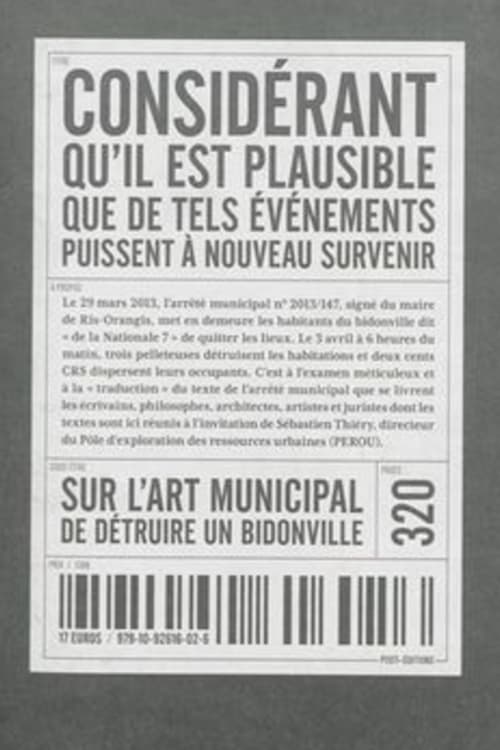 TITRE
CONSIDÉRANT
QU'IL EST PLAUSIBLE
QUE DE TELS ÉVÉNEMENTS
PUISSENT À NOUVEAU SURVENIR
À PROPOS
Le 29 mars 2013, l'arrêté municipal n° 2013/147, signé du maire
de Ris-Orangis, met en demeure les habitants du bidonville dit
« de la Nationale 7 » de quitter les lieux. Le 3 avril à 6 heures du
matin, trois pelleteuses détruisent les habitations et deux cents
CRS dispersent leurs occupants. C'est à l'examen méticuleux et
à la « traduction » du texte de l'arrêté municipal que se livrent
les écrivains, philosophes, architectes, artistes et juristes dont les
textes sont ici réunis à l'invitation de Sébastien Thiéry, directeur
du Pôle d'exploration des ressources urbaines (PEROU).
SOUS-TITRE
PAGES
SUR L'ART MUNICIPAL
DE DÉTRUIRE UN BIDONVILLE
320
PRIX / ISBN
17 EUROS / 979-10-92616-02-6
POST-ÉDITIONS